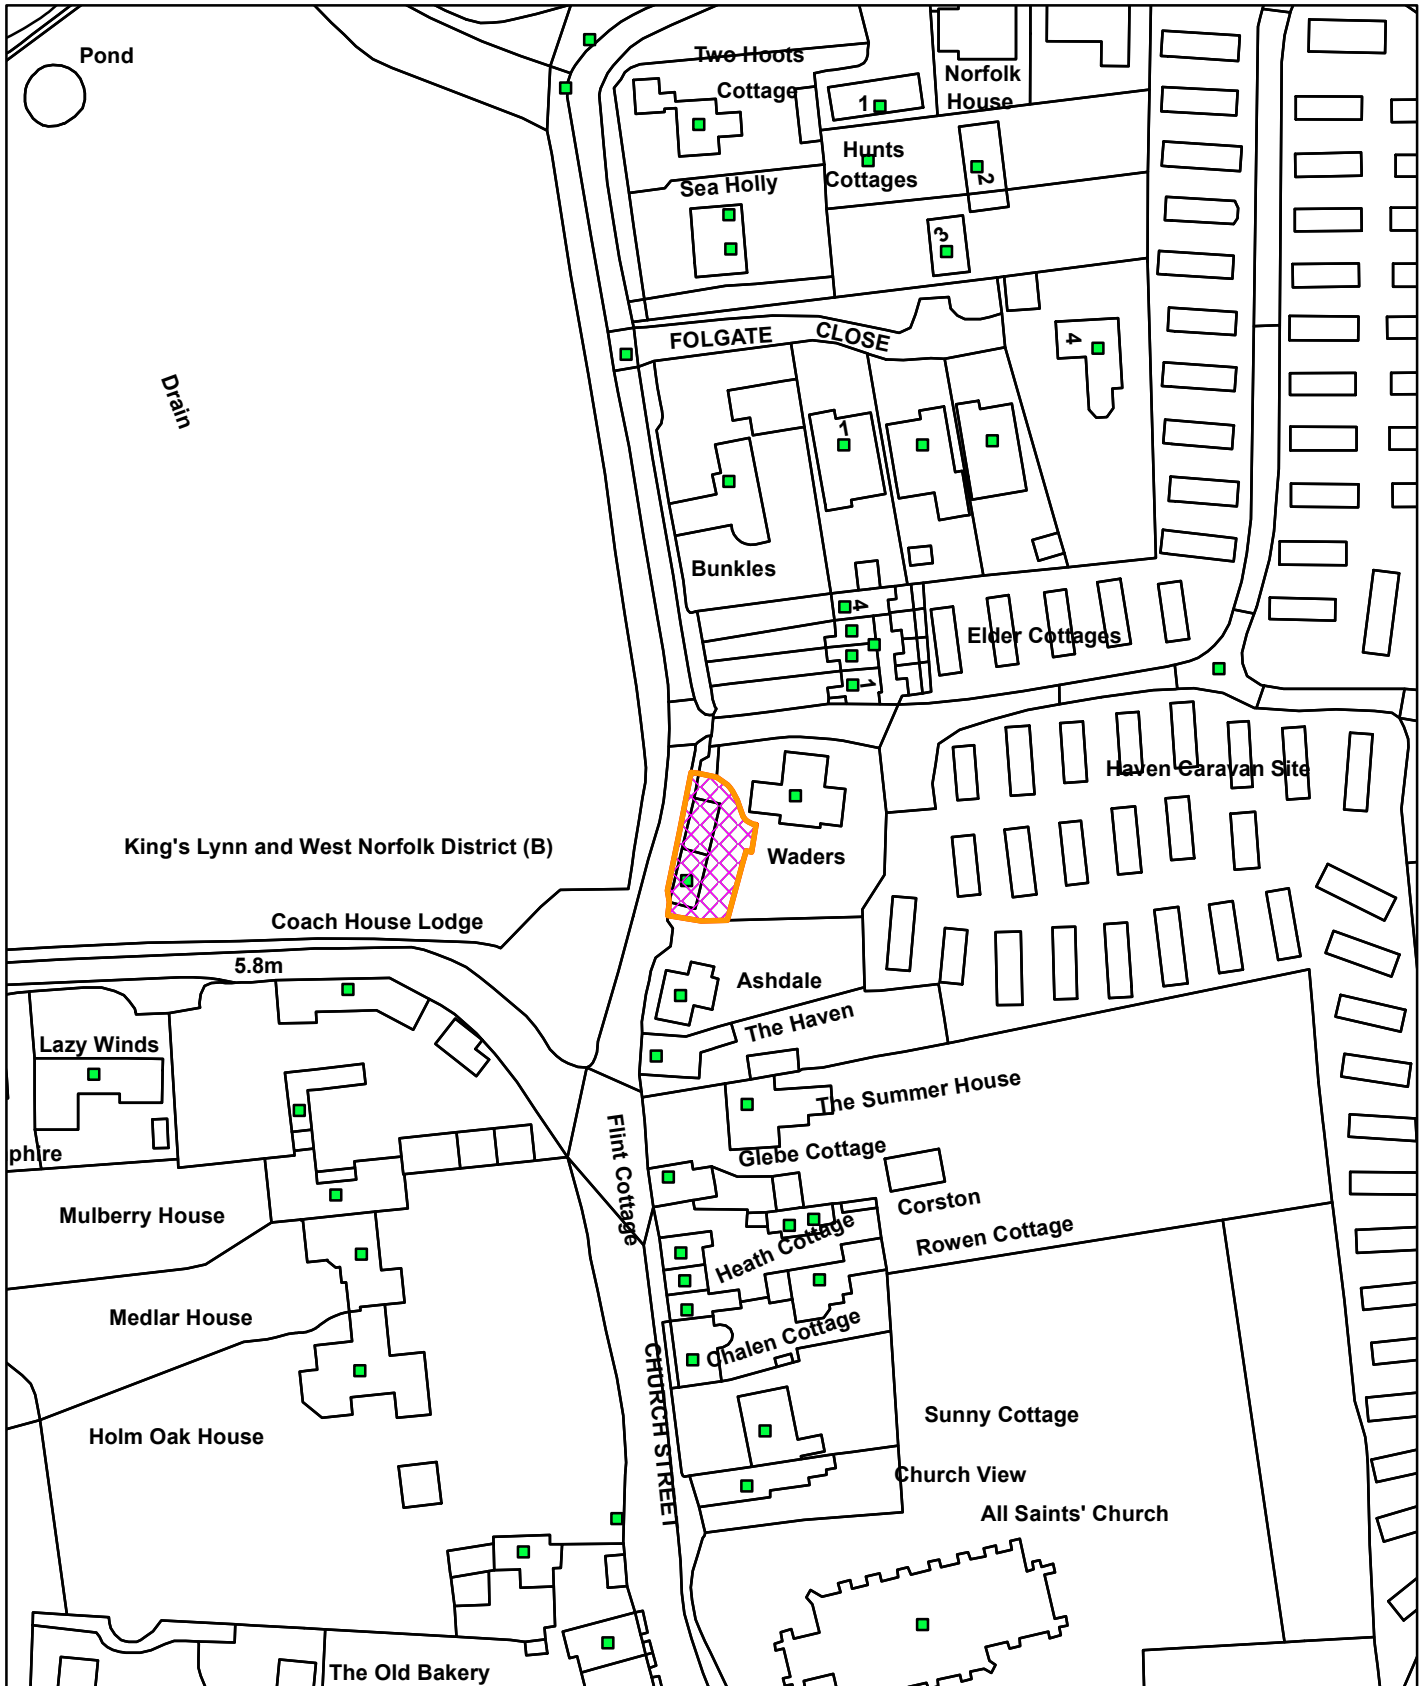 Pond
Two Hoots
Cottage
Norfolk
House
1
Hunts
Cottages
2
Sea Holly
3
FOLGATE CLOSE
4
Drain
1
Bunkles
4
Elder Cottages
1
Haven Caravan Site
King's Lynn and West Norfolk District (B)
Waders
Coach House Lodge
5.8m
Ashdale
The Haven
Lazy Winds
The Summer House
phire
Flint Cottage
Glebe Cottage
Mulberry House
Corston
Heath Cottage
Rowen Cottage
Medlar House
Chalen Cottage
CHURCH STREET
Sunny Cottage
Holm Oak House
Church View
All Saints' Church
The Old Bakery